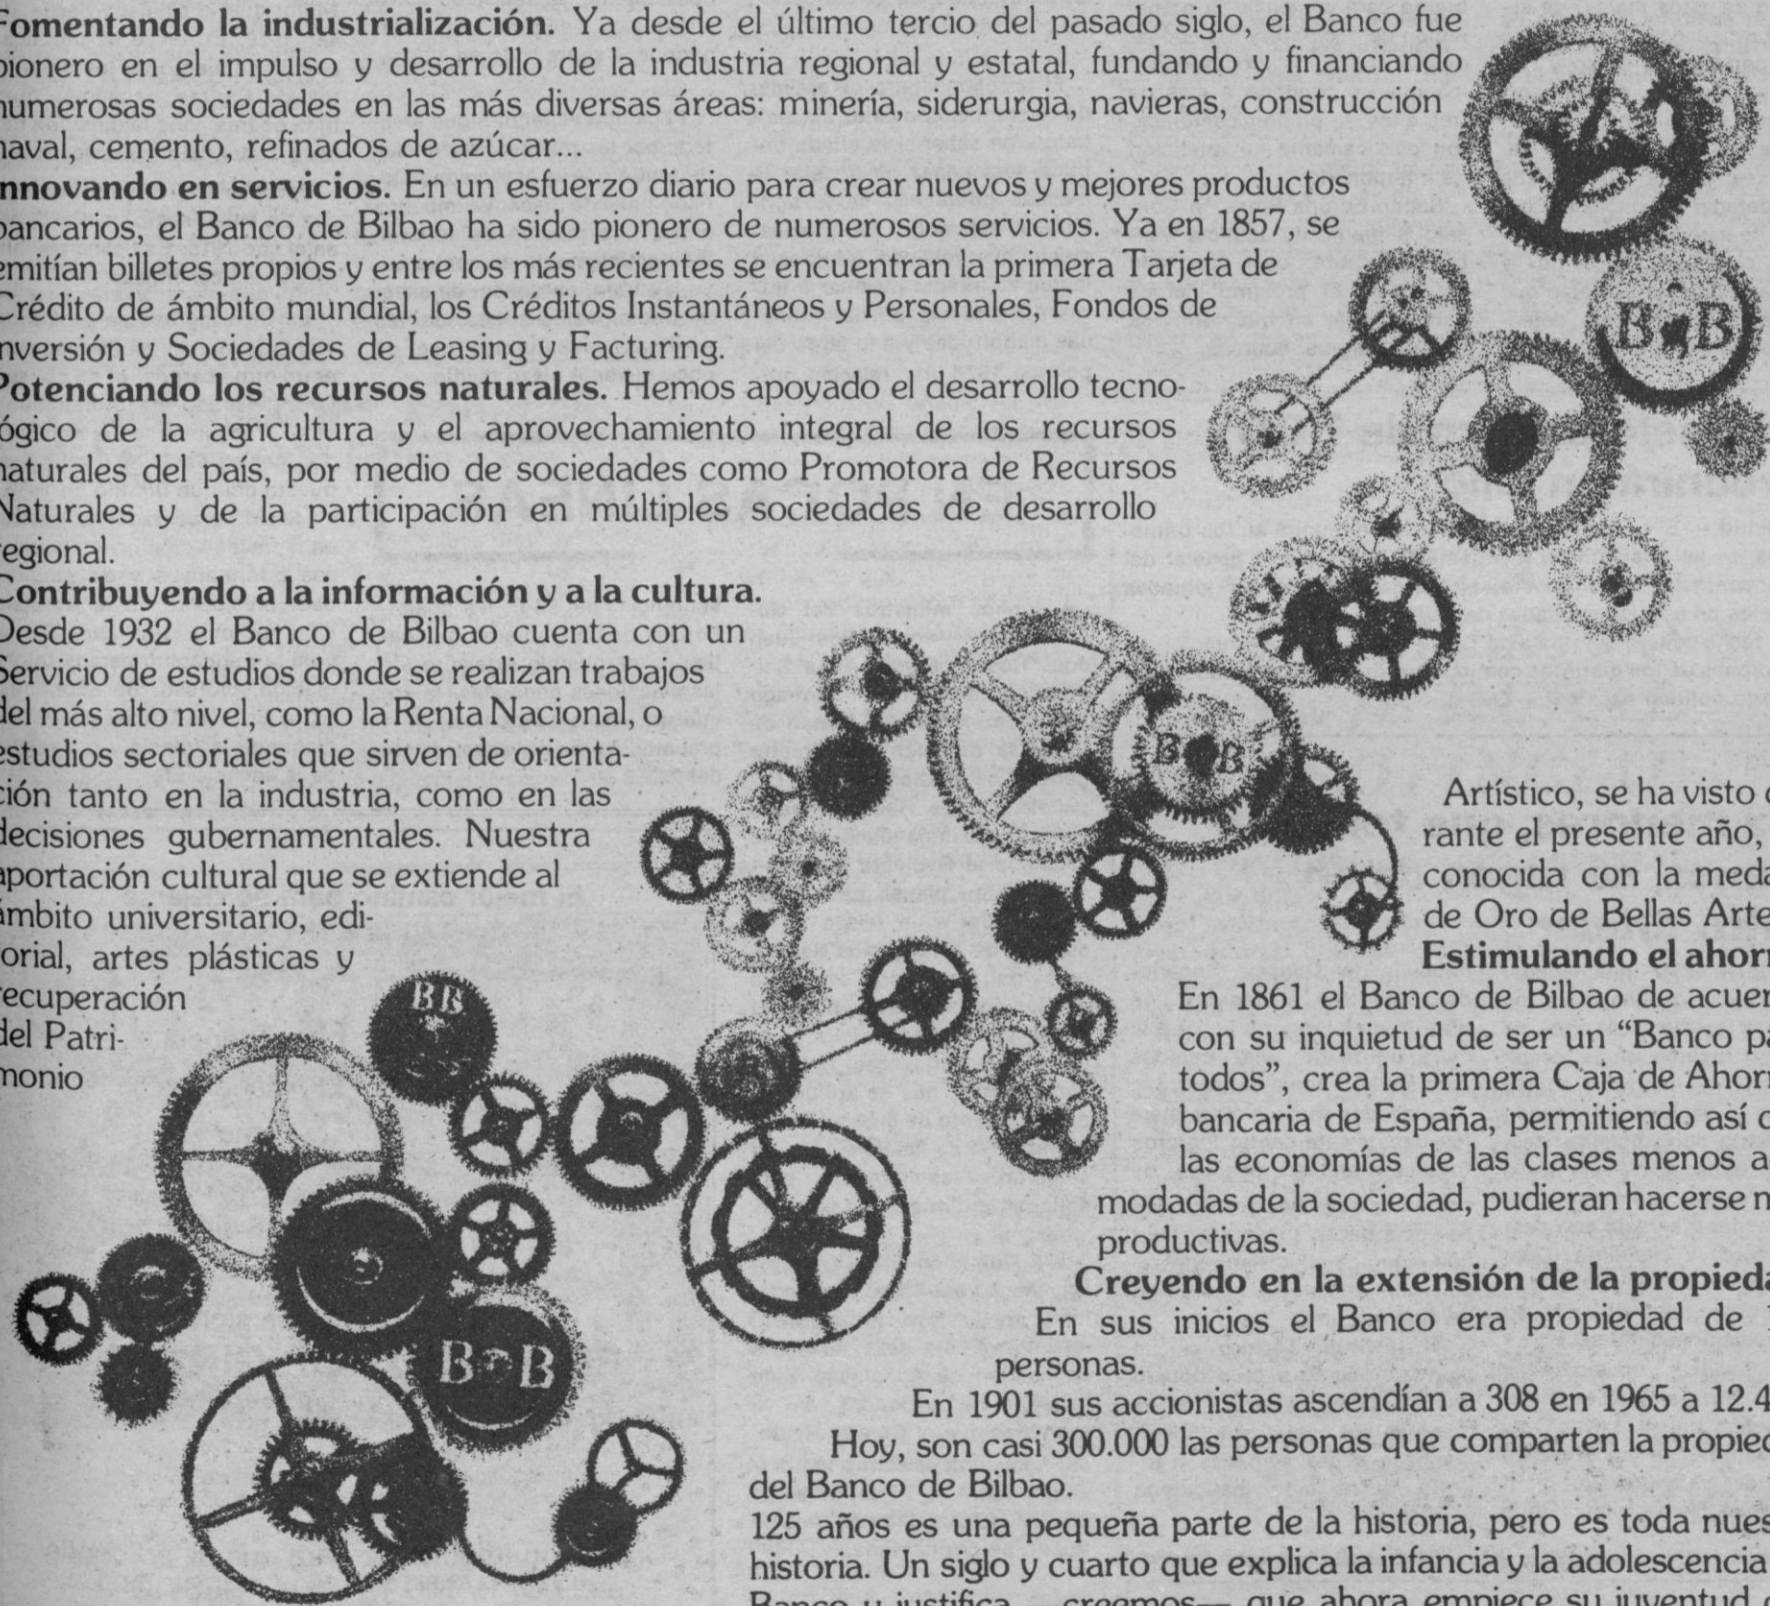 Fomentando la industrialización. Ya desde el último tercio del pasado siglo, el Banco fue
pionero en el impulso y desarrollo de la industria regional y estatal, fundando y financiando
numerosas sociedades en las más diversas áreas: minería, siderurgia, navieras, construcción
naval, cemento, refinados de azúcar...
Innovando en servicios. En un esfuerzo diario para crear nuevos y mejores productos
bancarios, el Banco de Bilbao ha sido pionero de numerosos servicios. Ya en 1857, se
emitían billetes propios y entre los más recientes se encuentran la primera Tarjeta de
Crédito de ámbito mundial, los Créditos Instantáneos y Personales, Fondos de
Inversión y Sociedades de Leasing y Facturing.
Potenciando los recursos naturales. Hemos apoyado el desarrollo tecno-
lógico de la agricultura y el aprovechamiento integral de los recursos
naturales del país, por medio de sociedades como Promotora de Recursos
Naturales y de la participación en múltiples sociedades de desarrollo
regional.
Contribuyendo a la información y a la cultura.
Desde 1932 el Banco de Bilbao cuenta con un
Servicio de estudios donde se realizan trabajos
del más alto nivel, como la Renta Nacional, o
estudios sectoriales que sirven de orienta-
ción tanto en la industria, como en las
decisiones gubernamentales. Nuestra
aportación cultural que se extiende al
ámbito universitario, edi-
torial, artes plásticas y
recuperación
del Patri-
monio
Artístico, se ha visto
rante el presente año,
conocida con la
de Oro de Bellas
Estimulando el
En 1861 el Banco de Bilbao de
con su inquietud de ser un “Banco
todos”, crea la primera Caja de
bancaria de España, permitiendo así
las economías de las clases menos
modadas de la sociedad, pudieran hacerse
productivas.
Creyendo en la extensión de la
En sus inicios el Banco era propiedad de
personas.
En 1901 sus accionistas ascendían a 308 en 1965 a
Hoy, son casi 300.000 las personas que comparten la
del Banco de Bilbao.
125 años es una pequeña parte de la historia, pero es toda
historia. Un siglo y cuarto que explica la infancia y la adolescencia
Banco y justifica —creemos— que ahora empiece su juventud
B B
B B
BB
B B